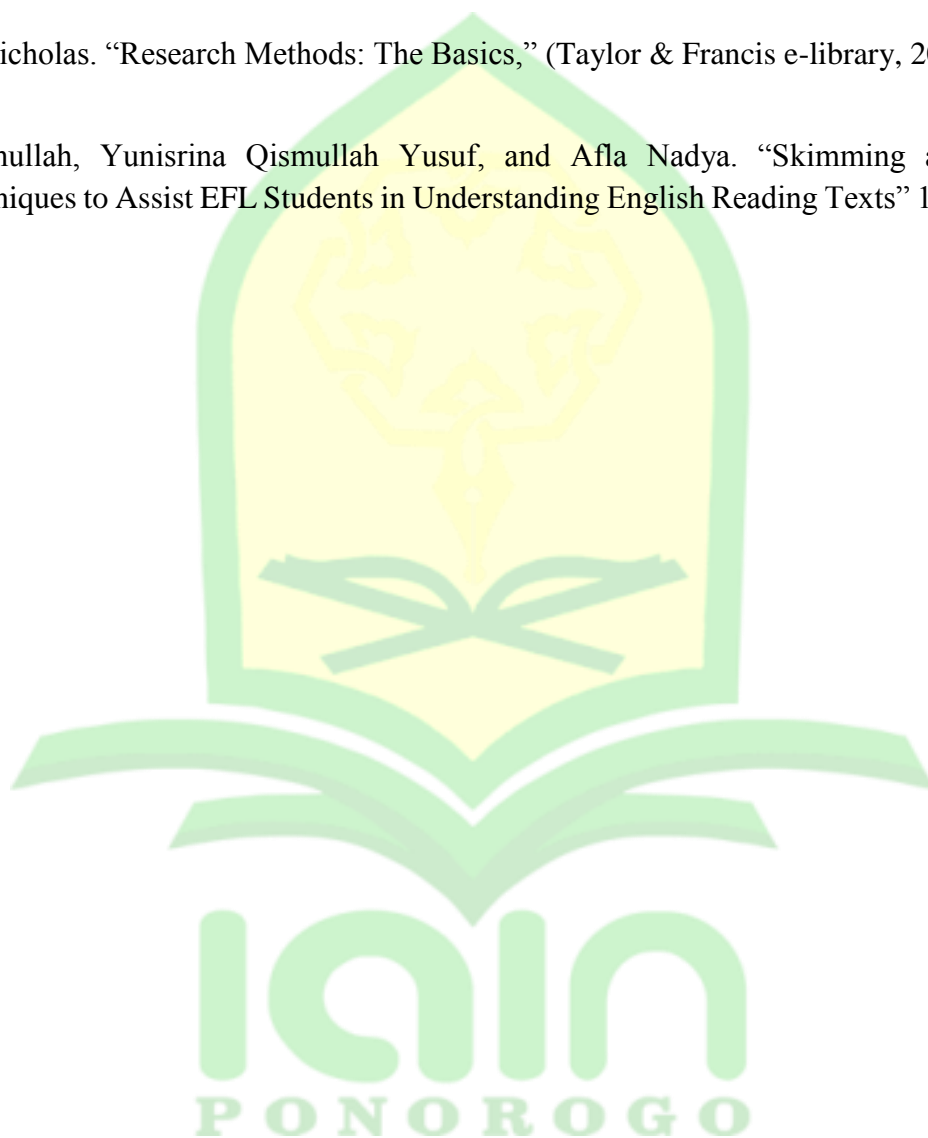 icholas. “Research Methods: The Basics,” (Taylor & Francis e-library, 20
nullah, Yunisrina Qismullah Yusuf, and Afla Nadya. “Skimming a
niques to Assist EFL Students in Understanding English Reading Texts” 1
iain
PONOROGO